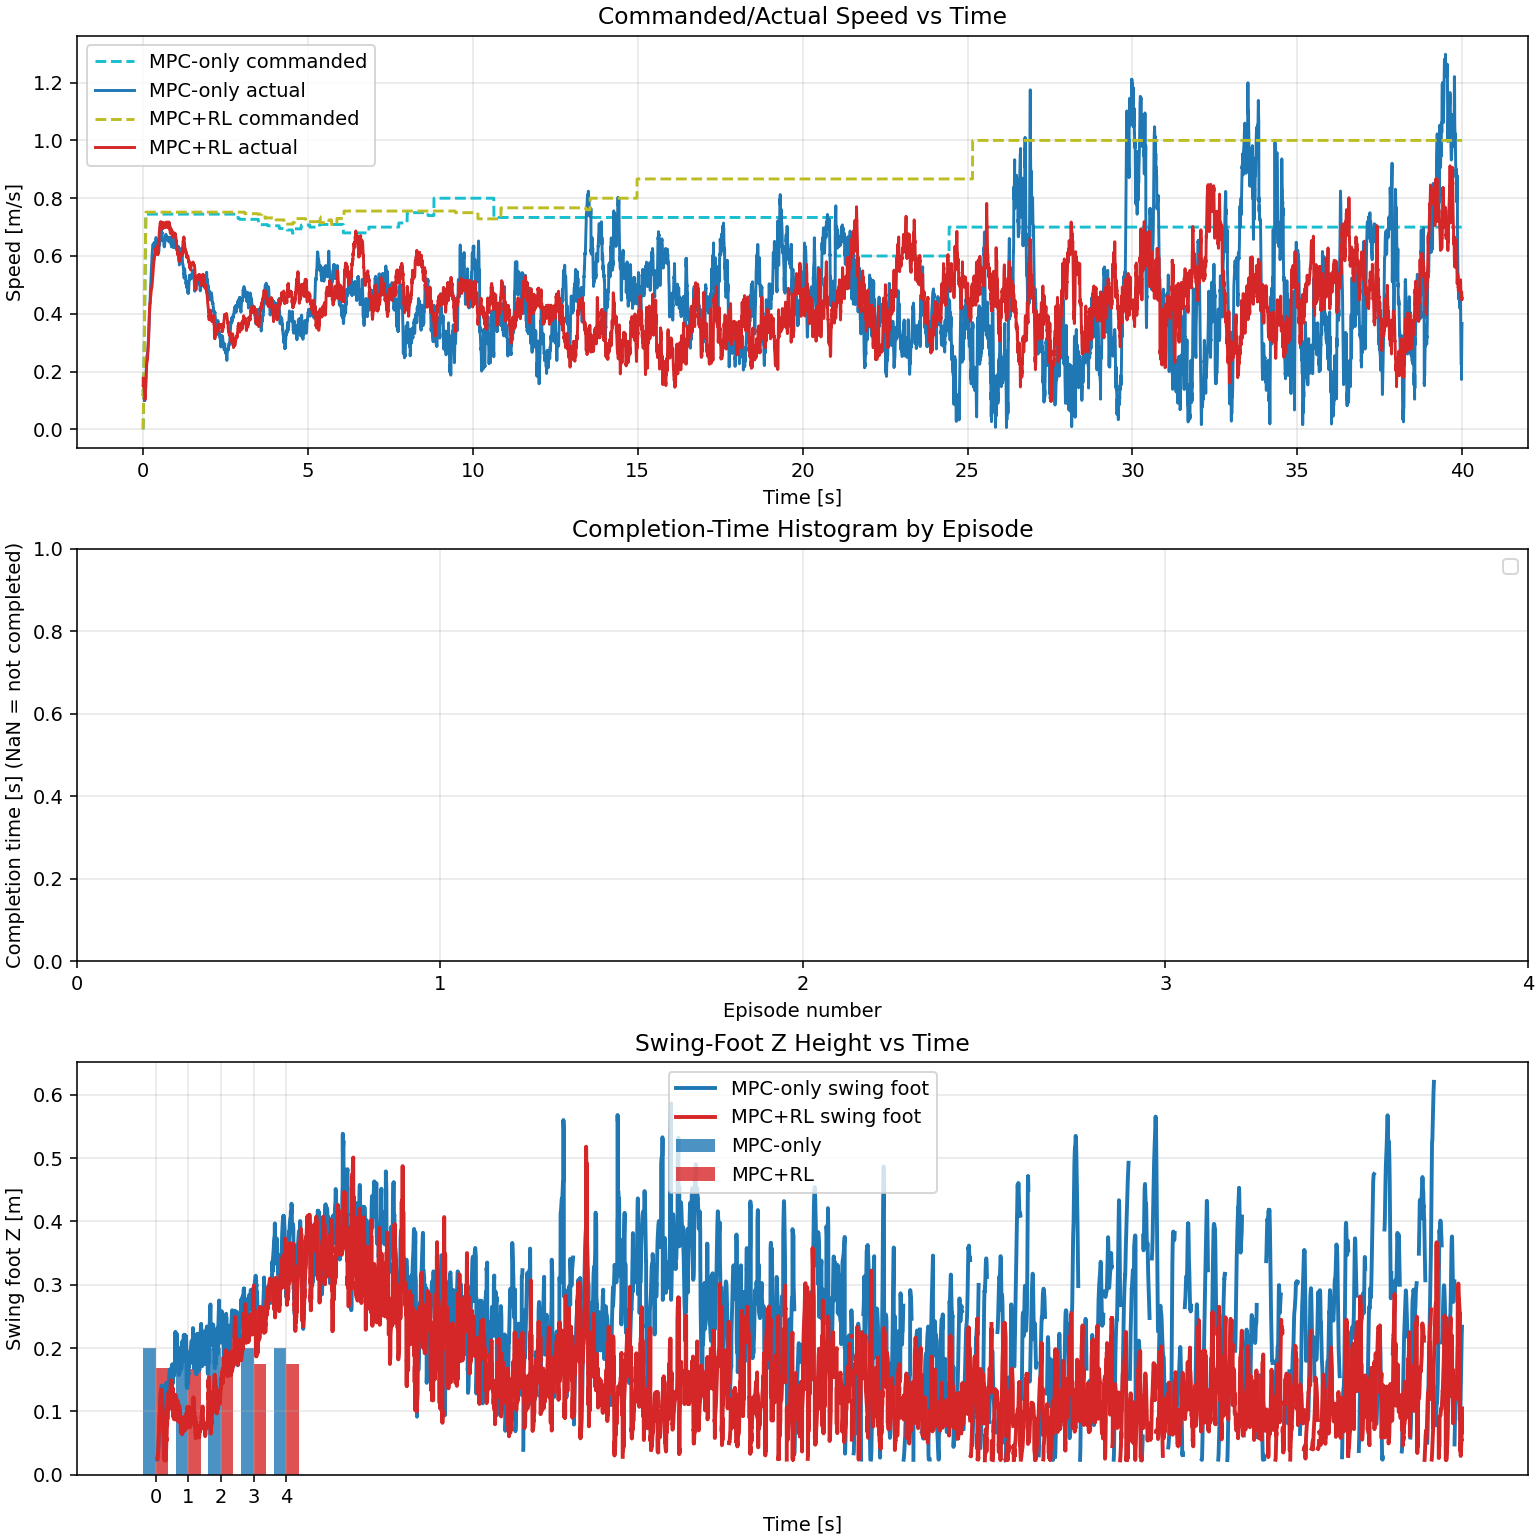 Commanded/Actual Speed vs Time
MPC-only commanded
MPC-only actual
MPC+RL commanded
MPC+RL actual
Speed [m/s]
1.2
1.0
0.8
0.6
0.4
0.2
0.0
0 5 10 15 20 25 30 35 40
Time [s]
Completion-Time Histogram by Episode
Completion time [s] (NaN = not completed)
1.0
0.8
0.6
0.4
0.2
0.0
0 1 2 3 4
Episode number
Swing-Foot Z Height vs Time
MPC-only swing foot
MPC+RL swing foot
MPC-only
MPC+RL
Swing foot Z [m]
0.6
0.5
0.4
0.3
0.2
0.1
0.0
0 1 2 3 4
Time [s]